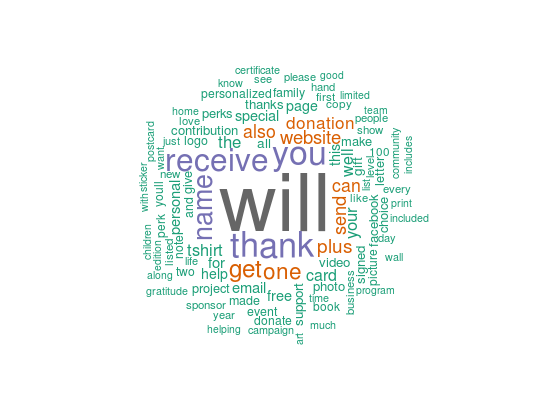 certificate
know see please good
personalized family hand
first limited
home thanks page copy
love perks special team
contribution also donation people
postcard just logo the all website this make show
want receive you well gift 100 community
with sticker new can level letter includes
youll and give name will send list like every
perk personal your choice print
children note tshirt thank plus facebook included
edition listed life for get one video signed today
along two help card picture wall
gratitude project email free photo business program
sponsor made support time book
year event
helping donate much
campaign art